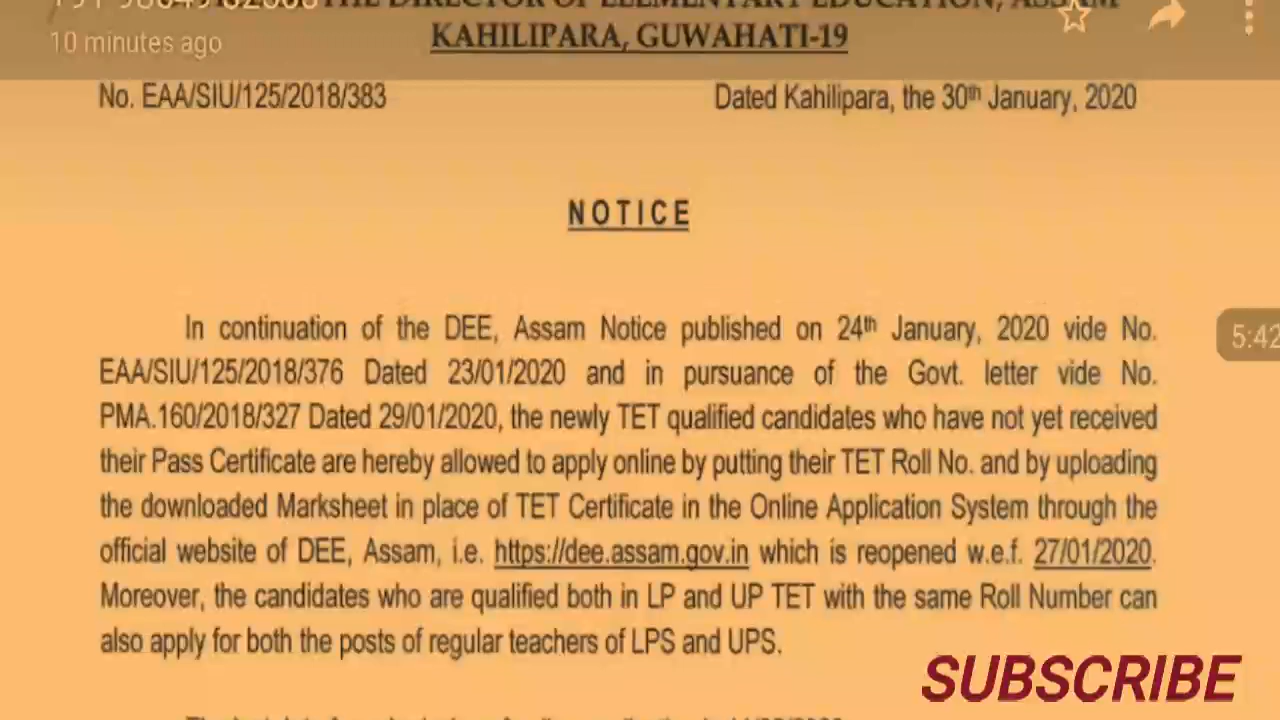 THE DIRECTOR OF ELEMENTARY EDUCATION, ASSAM
10 minutes ago
KAHILIPARA, GUWAHATI-19
No. EAA/SIU/125/2018/383 Dated Kahilipara, the 30th January, 2020
NOTICE
In continuation of the DEE, Assam Notice published on 24th January, 2020 vide No.
5:42
EAA/SIU/125/2018/376 Dated 23/01/2020 and in pursuance of the Govt. letter vide No.
PMA.160/2018/327 Dated 29/01/2020, the newly TET qualified candidates who have not yet received
their Pass Certificate are hereby allowed to apply online by putting their TET Roll No. and by uploading
the downloaded Marksheet in place of TET Certificate in the Online Application System through the
official website of DEE, Assam, i.e. https://dee.assam.gov.in which is reopened w.e.f. 27/01/2020.
Moreover, the candidates who are qualified both in LP and UP TET with the same Roll Number can
also apply for both the posts of regular teachers of LPS and UPS.
SUBSCRIBE